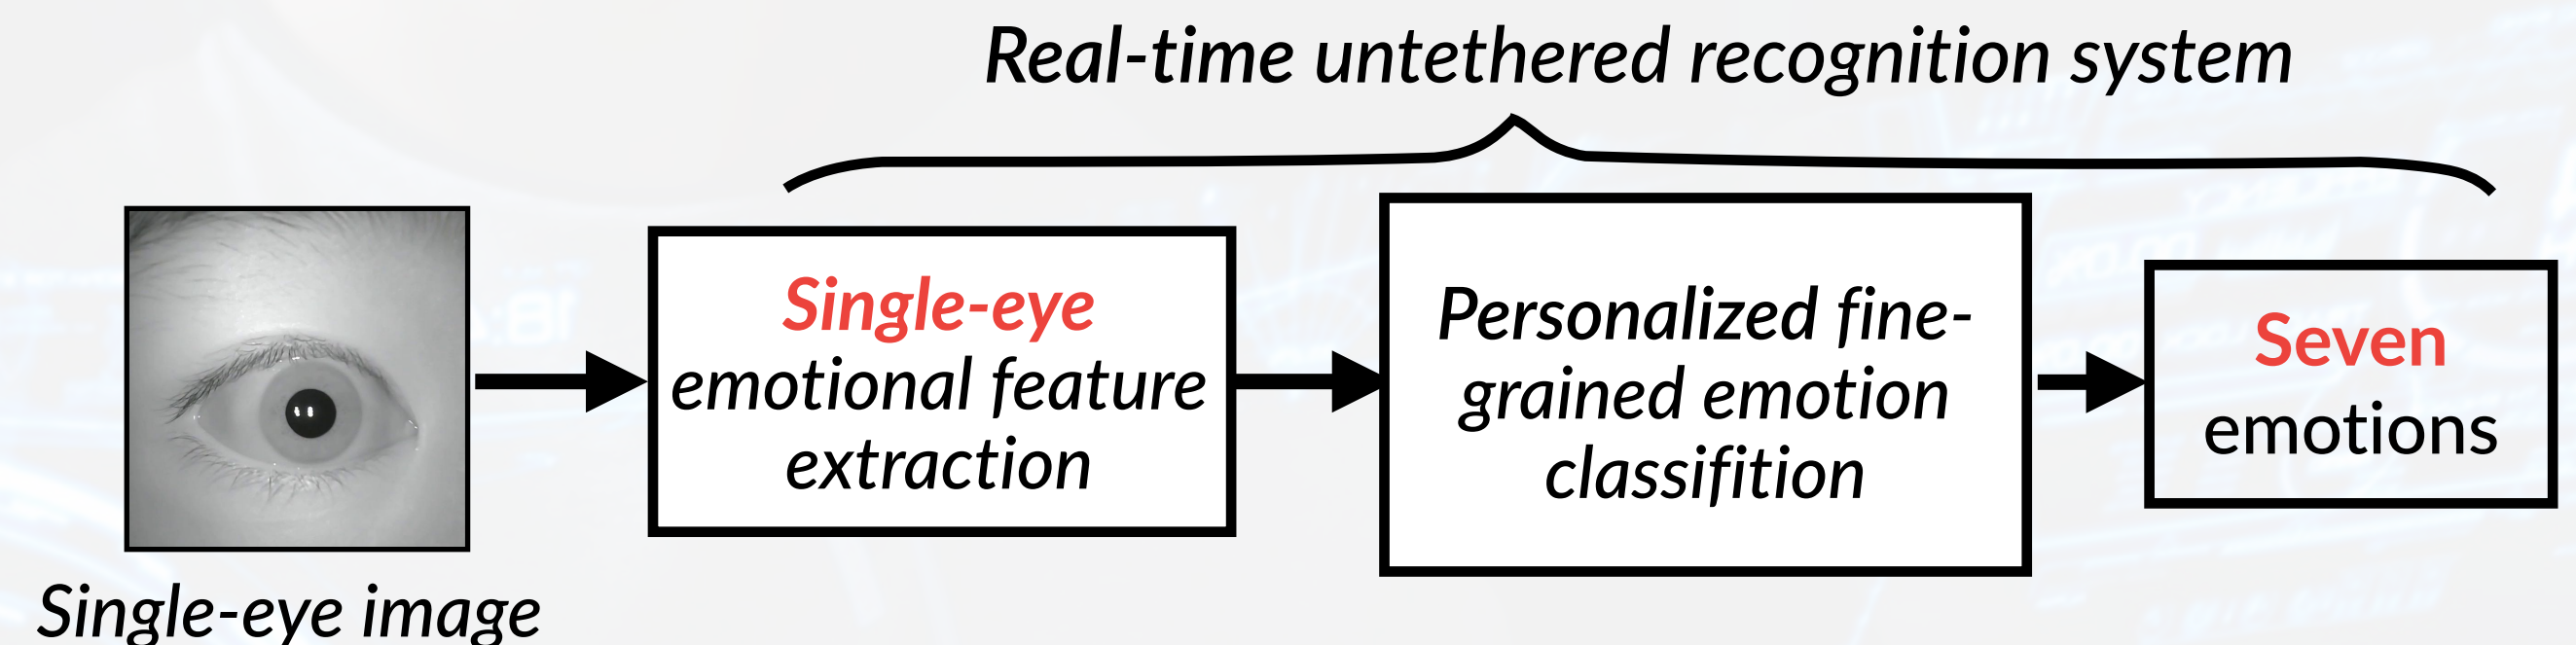 Real-time untethered recognition system
Single-eye
emotional feature
extraction
Personalized fine-
grained emotion
classifition
Seven
emotions
Single-eye image